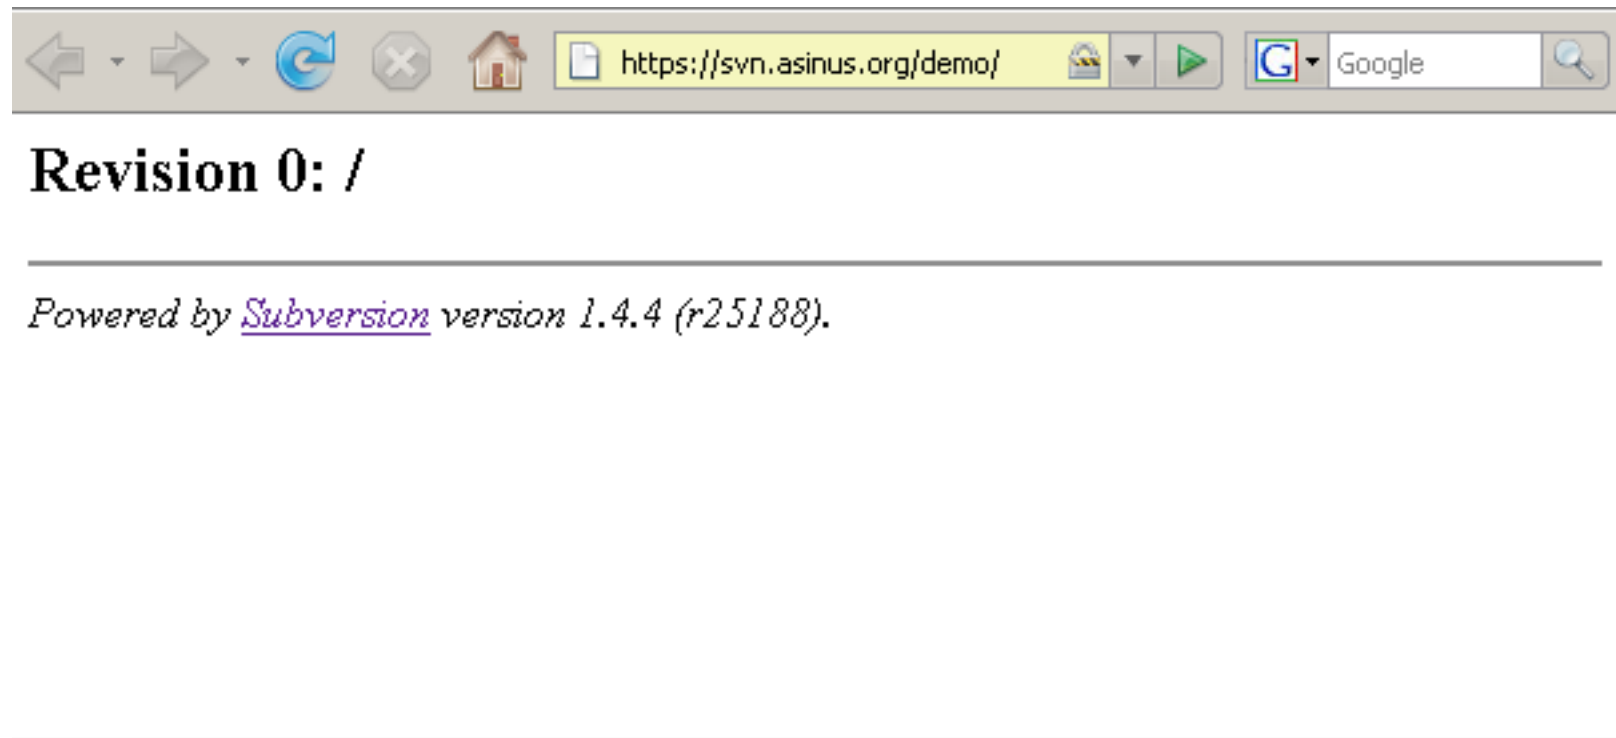 https://svn.asinus.org/demo/ G Google
Revision 0: /
Powered by Subversion version 1.4.4 (r25188).